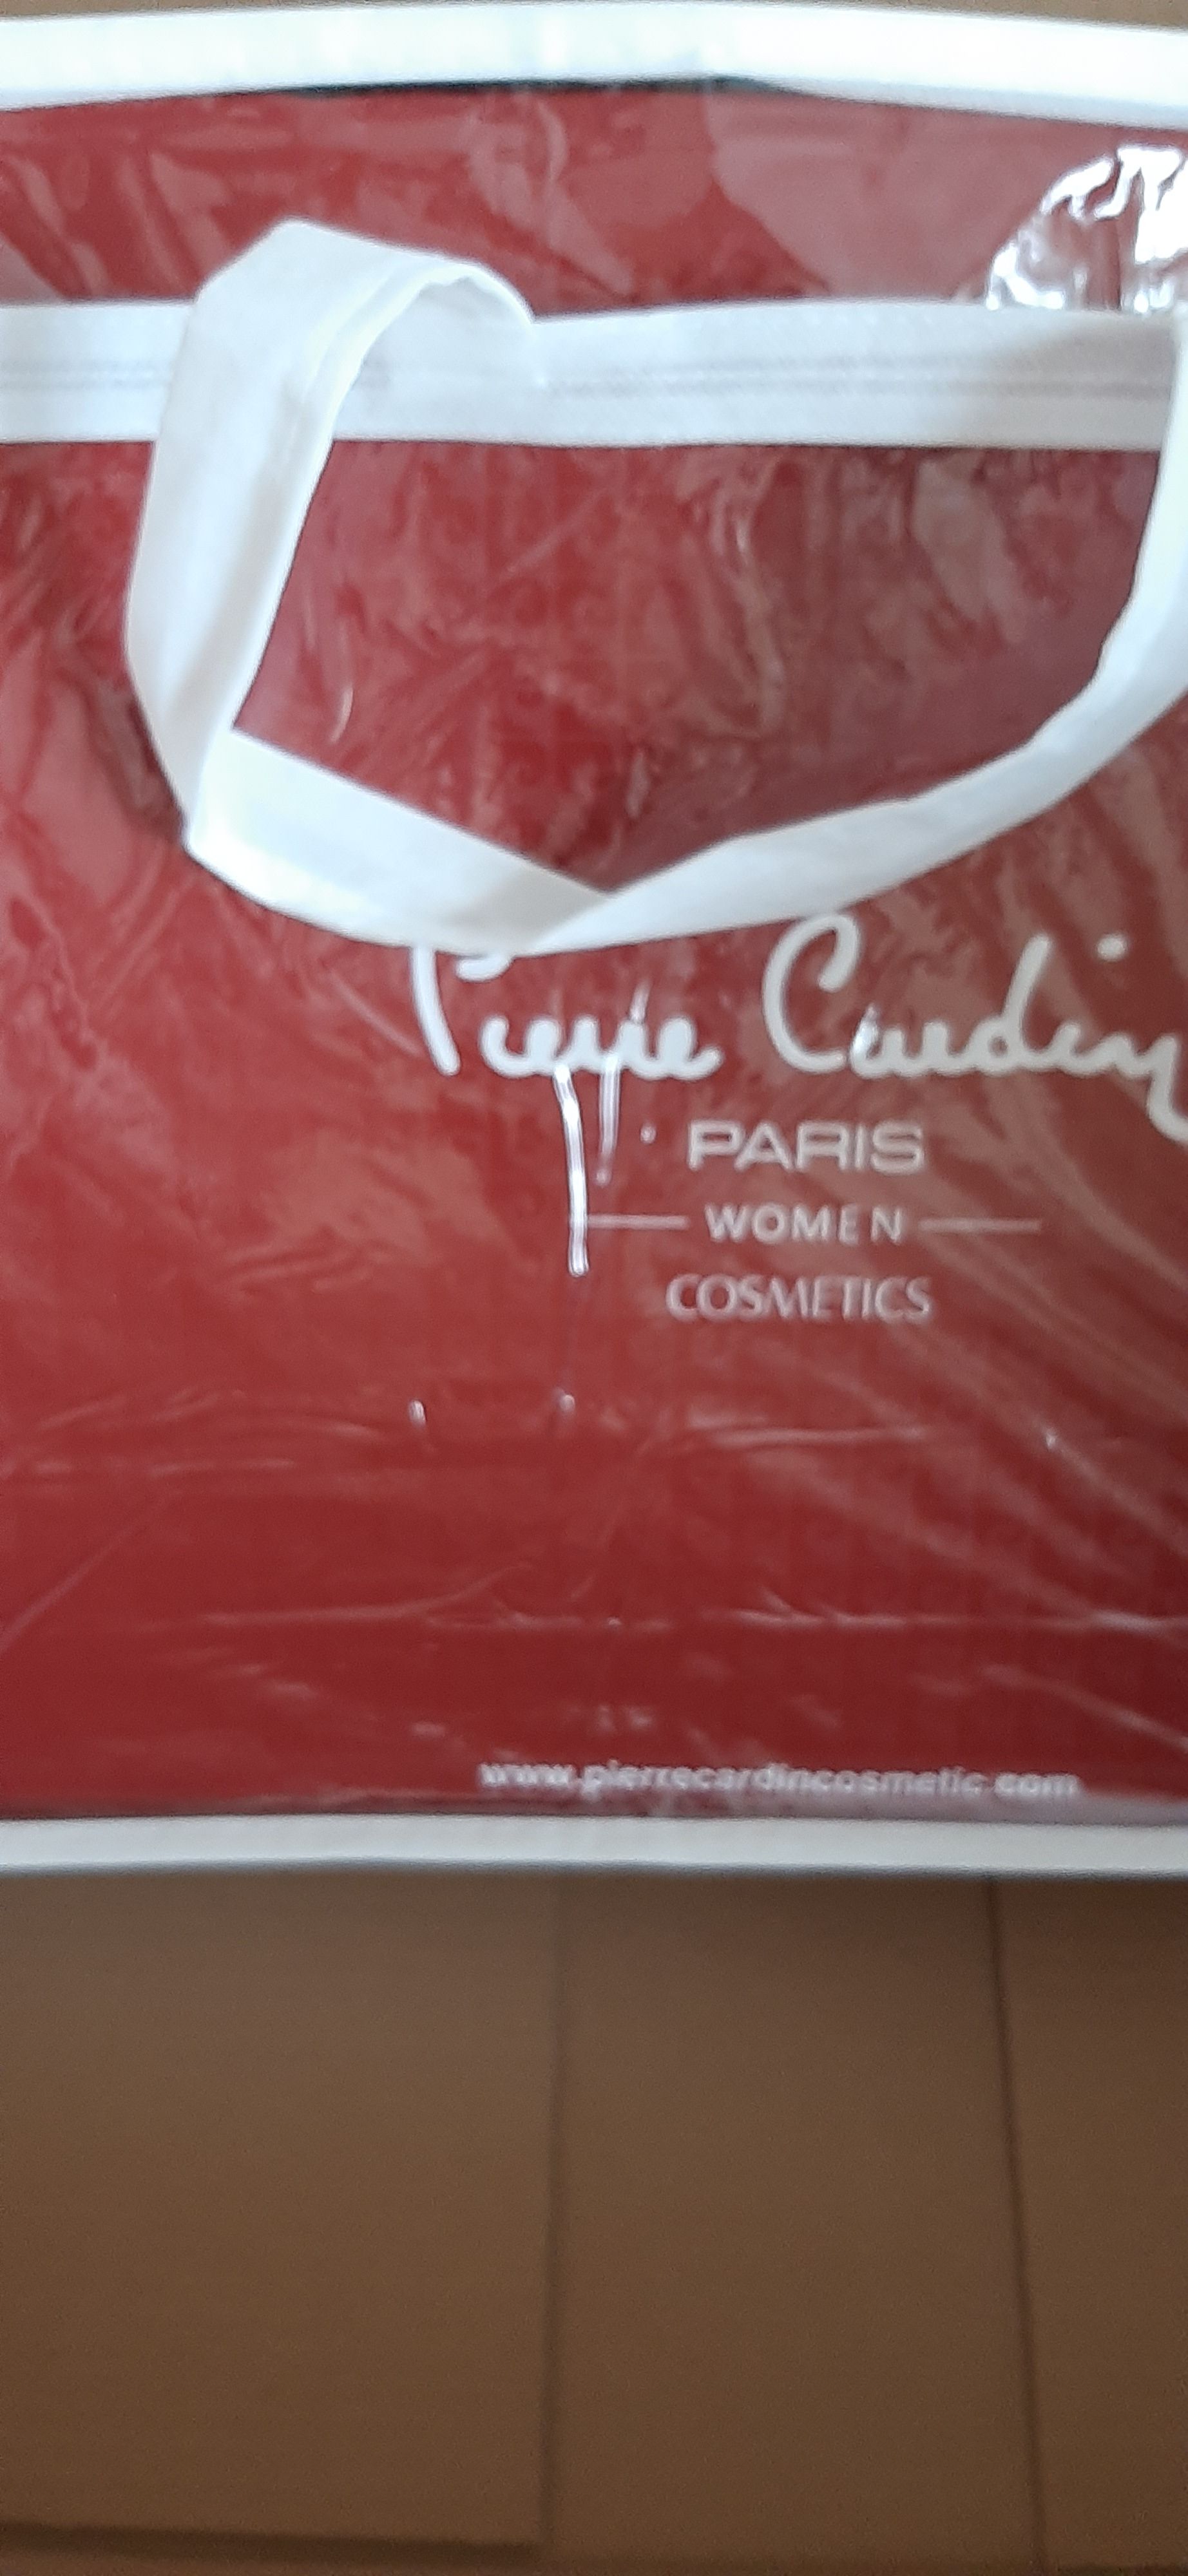 Pierre Cardin
PARIS
WOMEN
COSMETICS
www.pierrecardincosmetic.com